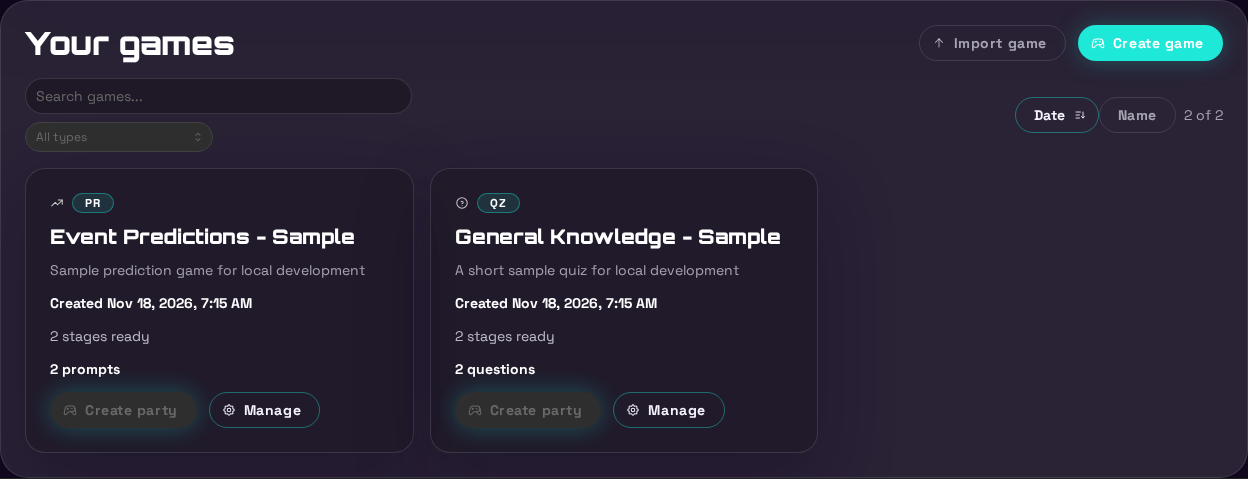 Your games
Import game
Create game
Search games...
All types
Date
Name
2 of 2
PR
Event Predictions - Sample
Sample prediction game for local development
Created Nov 18, 2026, 7:15 AM
2 stages ready
2 prompts
Create party
Manage
QZ
General Knowledge - Sample
A short sample quiz for local development
Created Nov 18, 2026, 7:15 AM
2 stages ready
2 questions
Create party
Manage